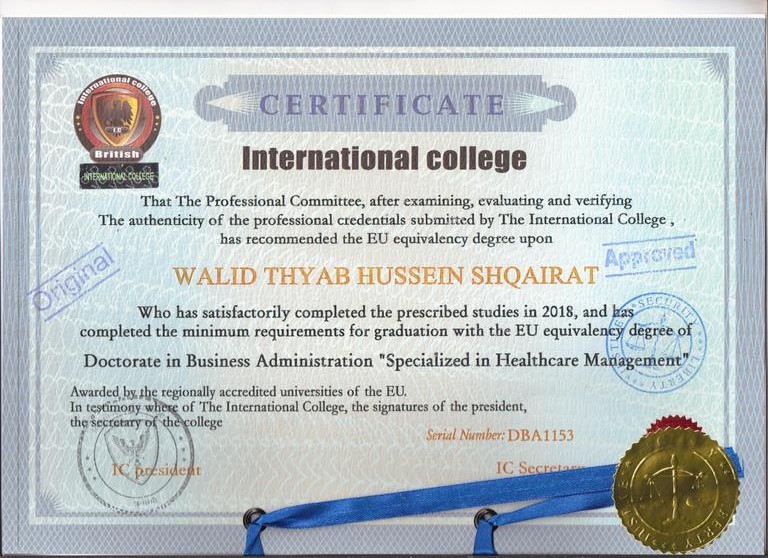 CERTIFICATE
International college
I.C
British
INTERNATIONAL COLLEGE
International college
That The Professional Committee, after examining, evaluating and verifying
The authenticity of the professional credentials submitted by The International College ,
has recommended the EU equivalency degree upon
Original
Approved
WALID THYAB HUSSEIN SHQAIRAT
Who has satisfactorily completed the prescribed studies in 2018, and has
completed the minimum requirements for graduation with the EU equivalency degree of
SECURITY
LIBERTY
Doctorate in Business Administration "Specialized in Healthcare Management"
Awarded by the regionally accredited universities of the EU.
In testimony where of The International College, the signatures of the president,
the secretary of the college
Serial Number: DBA1153
IC president
IC Secretary